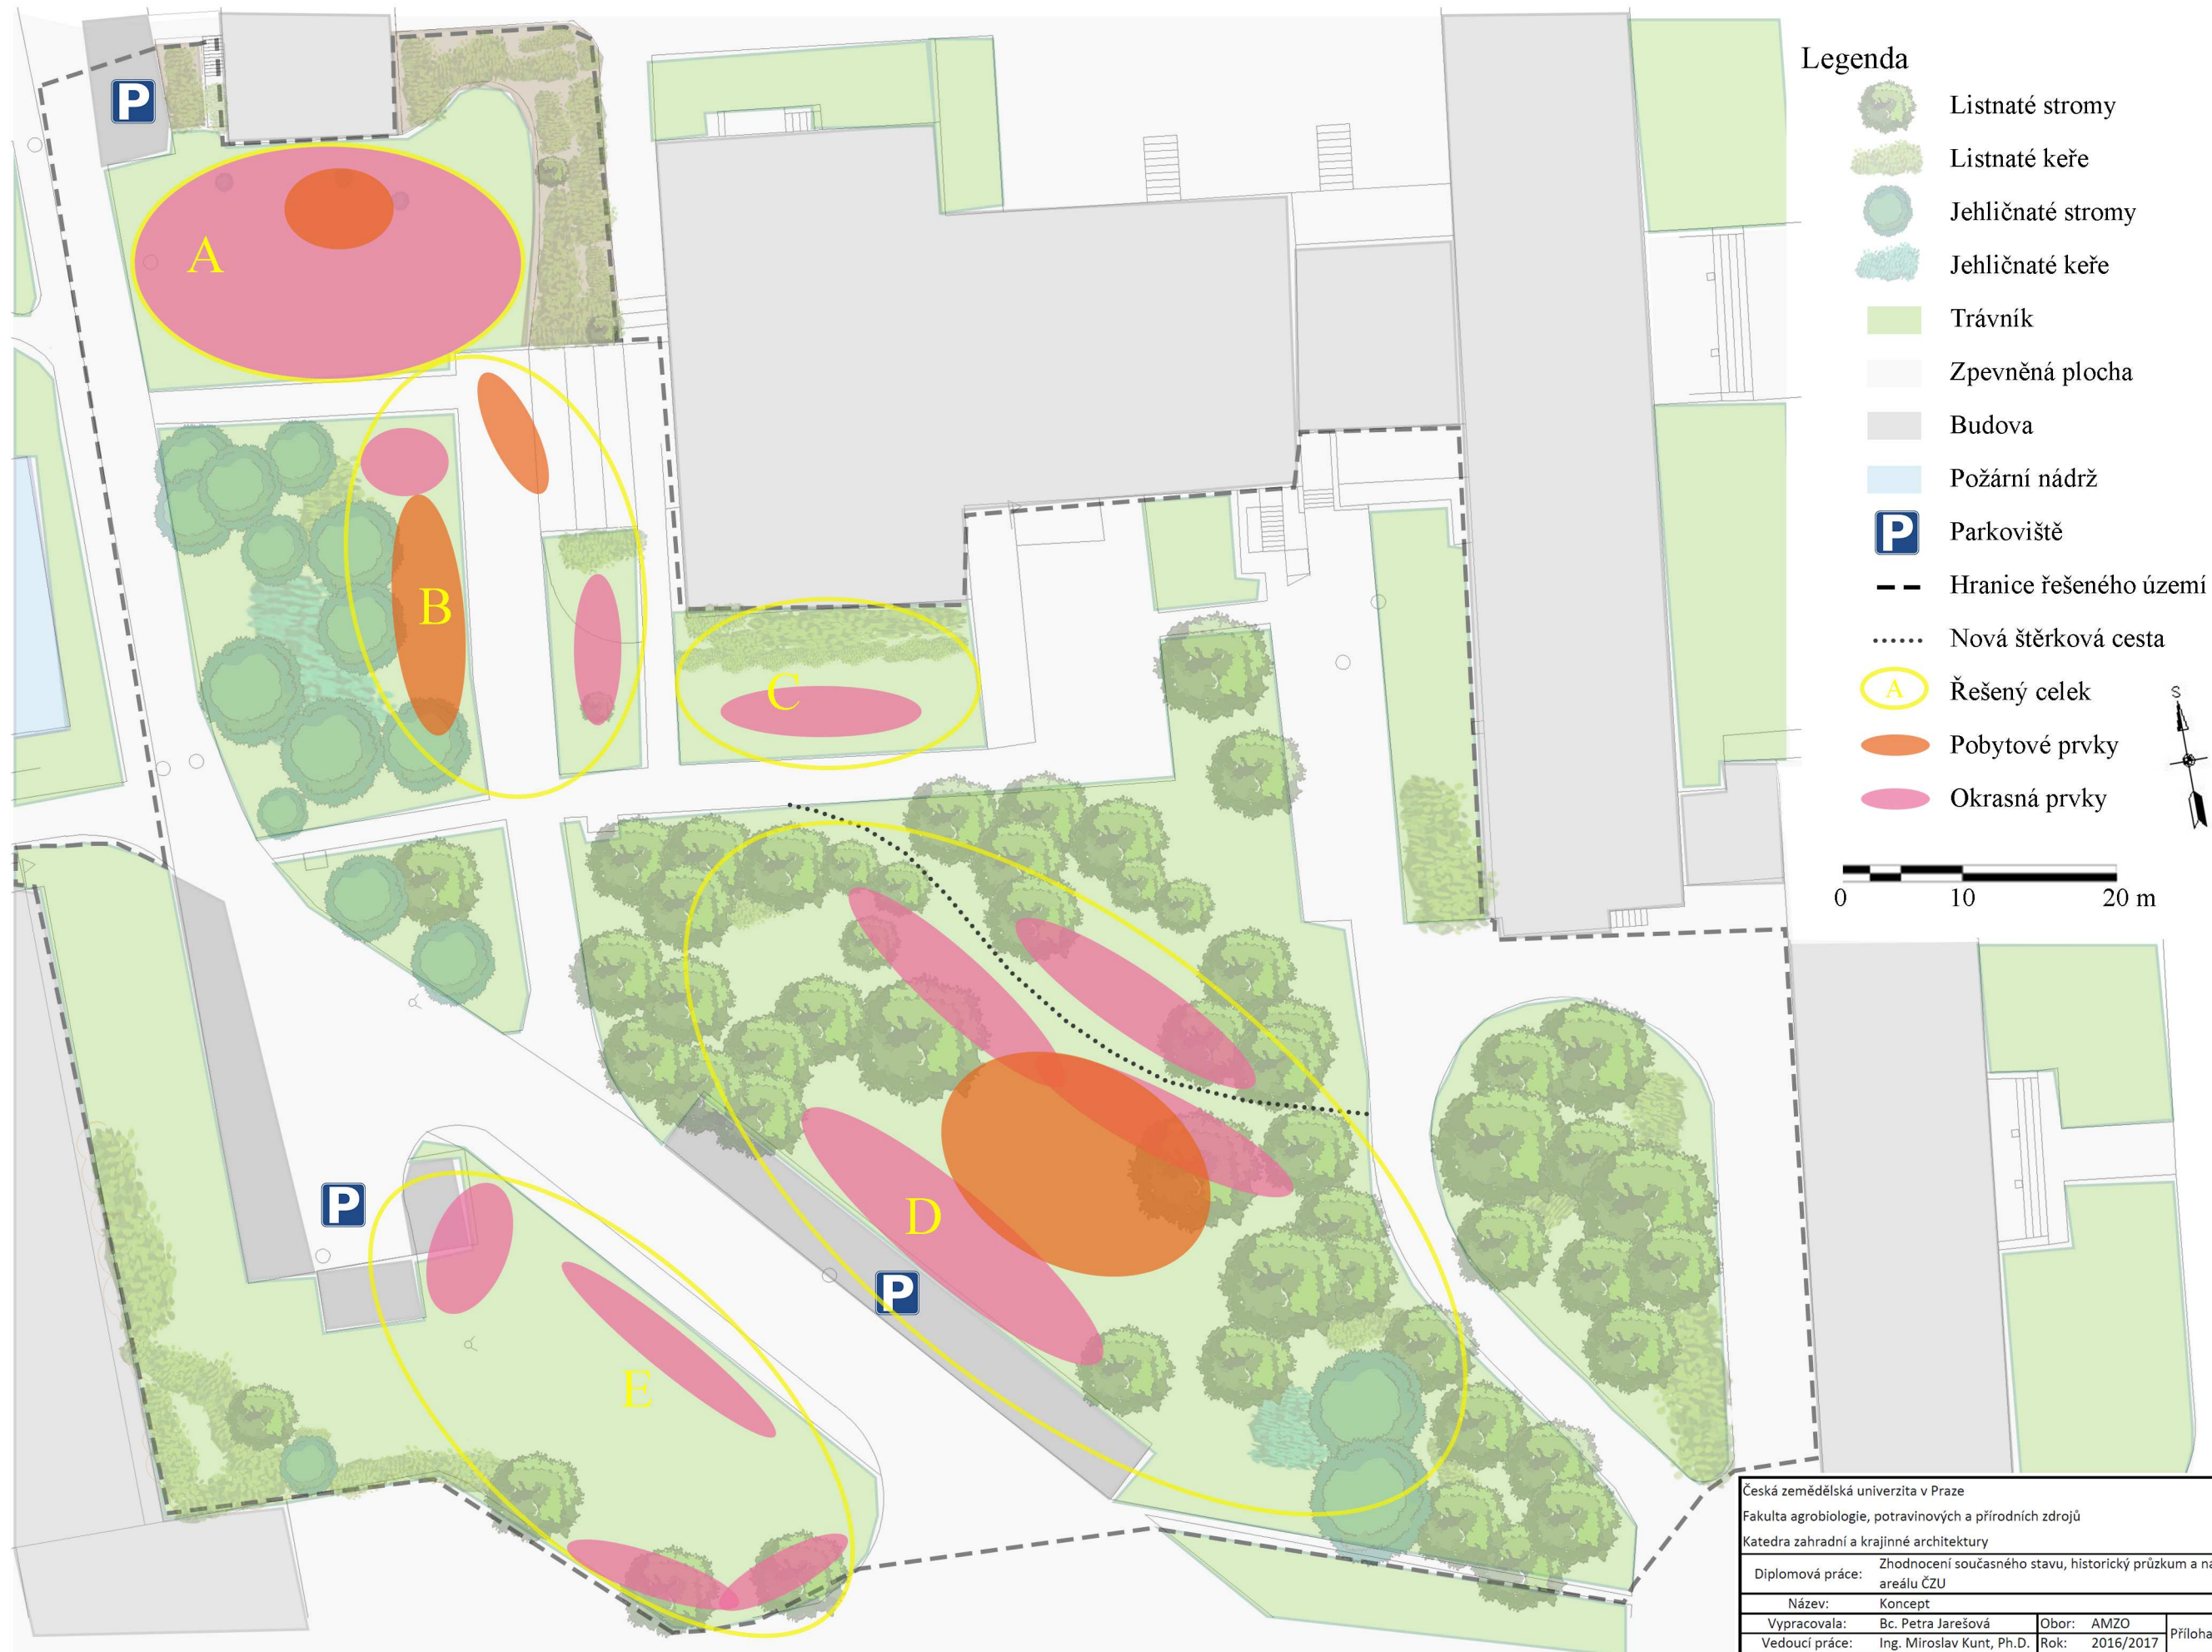 P
A
B
C
D
P
P
E
Legenda
Listnaté stromy
Listnaté keře
Jehličnaté stromy
Jehličnaté keře
Trávník
Zpevněná plocha
Budova
Požární nádrž
P Parkoviště
Hranice řešeného území
Nová štěrková cesta
A Řešený celek
Pobytové prvky
Okrasná prvky
S
0 10 20 m
Česká zemědělská univerzita v Praze
Fakulta agrobiologie, potravinových a přírodních zdrojů
Katedra zahradní a krajinné architektury
Diplomová práce: Zhodnocení současného stavu, historický průzkum a ná
areálu ČZU
Název: Koncept
Vypracovala: Bc. Petra Jarešová Obor: AMZO Příloha
Vedoucí práce: Ing. Miroslav Kunt, Ph.D. Rok: 2016/2017